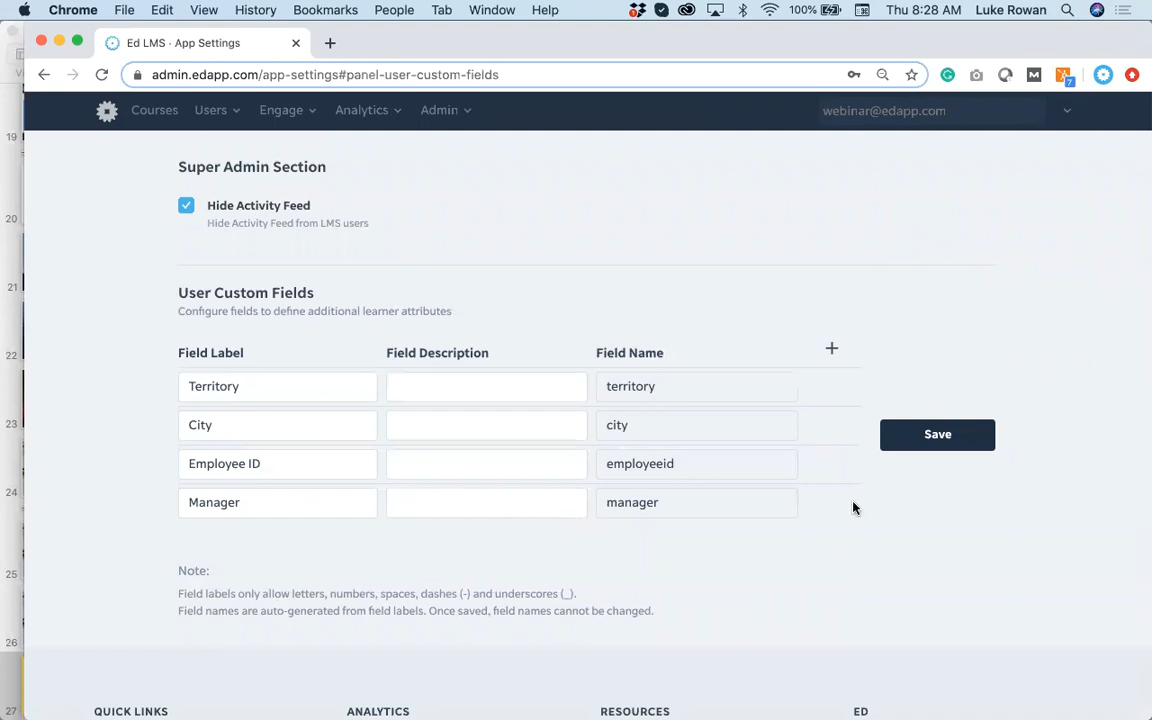 Chrome File Edit View History Bookmarks People Tab Window Help 100% Thu 8:28 AM Luke Rowan
Ed LMS - App Settings
admin.edapp.com/app-settings#panel-user-custom-fields
7
Courses Users Engage Analytics Admin webinar@edapp.com
Super Admin Section
Hide Activity Feed
Hide Activity Feed from LMS users
User Custom Fields
Configure fields to define additional learner attributes
Field Label Field Description Field Name
Territory territory
City city
Save
Employee ID employeeid
Manager manager
Note:
Field labels only allow letters, numbers, spaces, dashes (-) and underscores (_).
Field names are auto-generated from field labels. Once saved, field names cannot be changed.
QUICK LINKS ANALYTICS RESOURCES ED
19
20
21
22
23
24
25
26
27